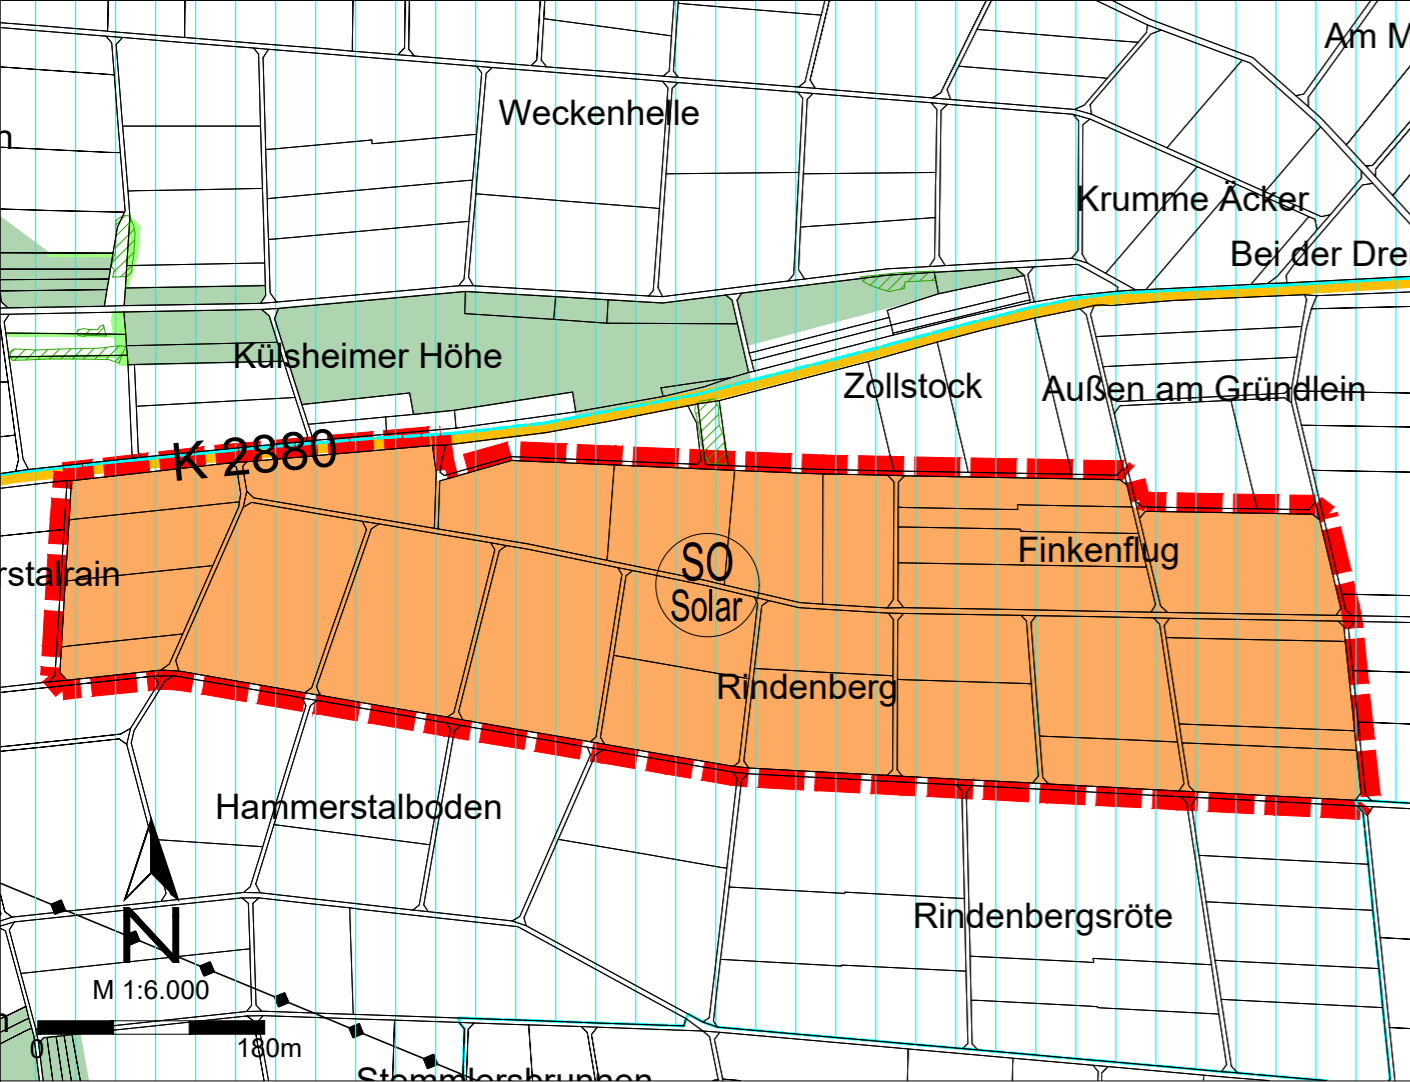 Am M
Weckenhelle
Krumme Äcker
Bei der Drei
Külsheimer Höhe
Zollstock
Außen am Gründlein
K 2880
SO
Solar
Finkenflug
rstalrain
Rindenberg
Hammerstalboden
Rindenbergsröte
N
M 1:6.000
0
180m